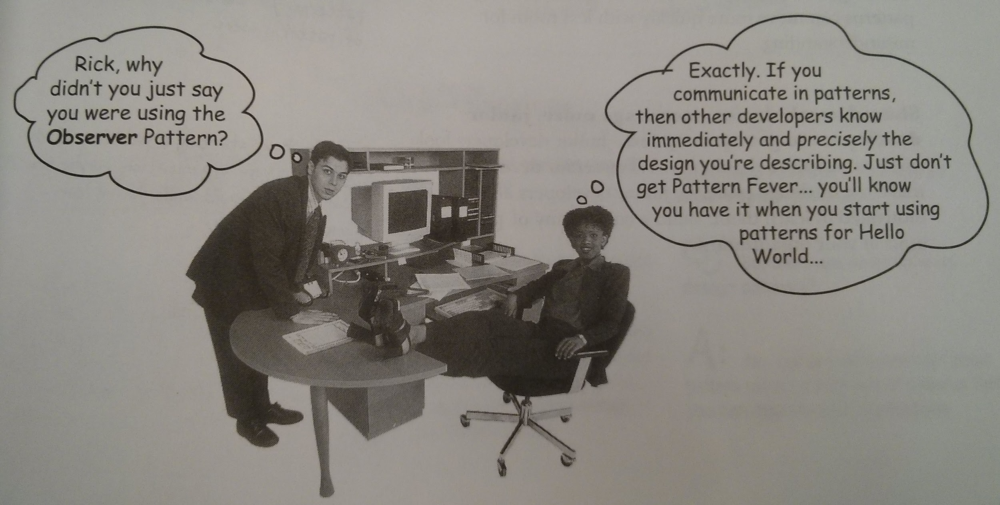 Rick, why
didn't you just say
you were using the
Observer Pattern?
Exactly. If you
communicate in patterns,
then other developers know
immediately and precisely the
design you're describing. Just don't
get Pattern Fever... you'll know
you have it when you start using
patterns for Hello
World...